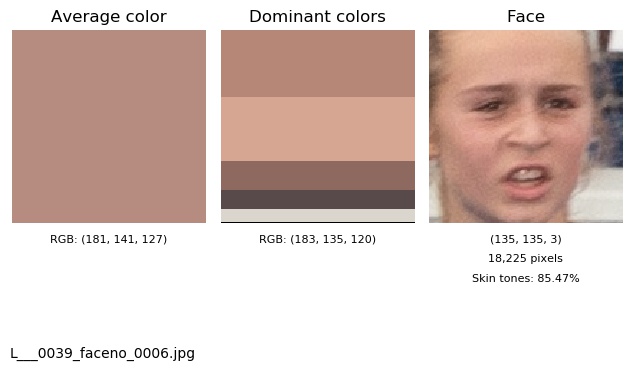 Average color
Dominant colors
Face
RGB: (181, 141, 127)
RGB: (183, 135, 120)
(135, 135, 3)
18,225 pixels
Skin tones: 85.47%
L___0039_faceno_0006.jpg